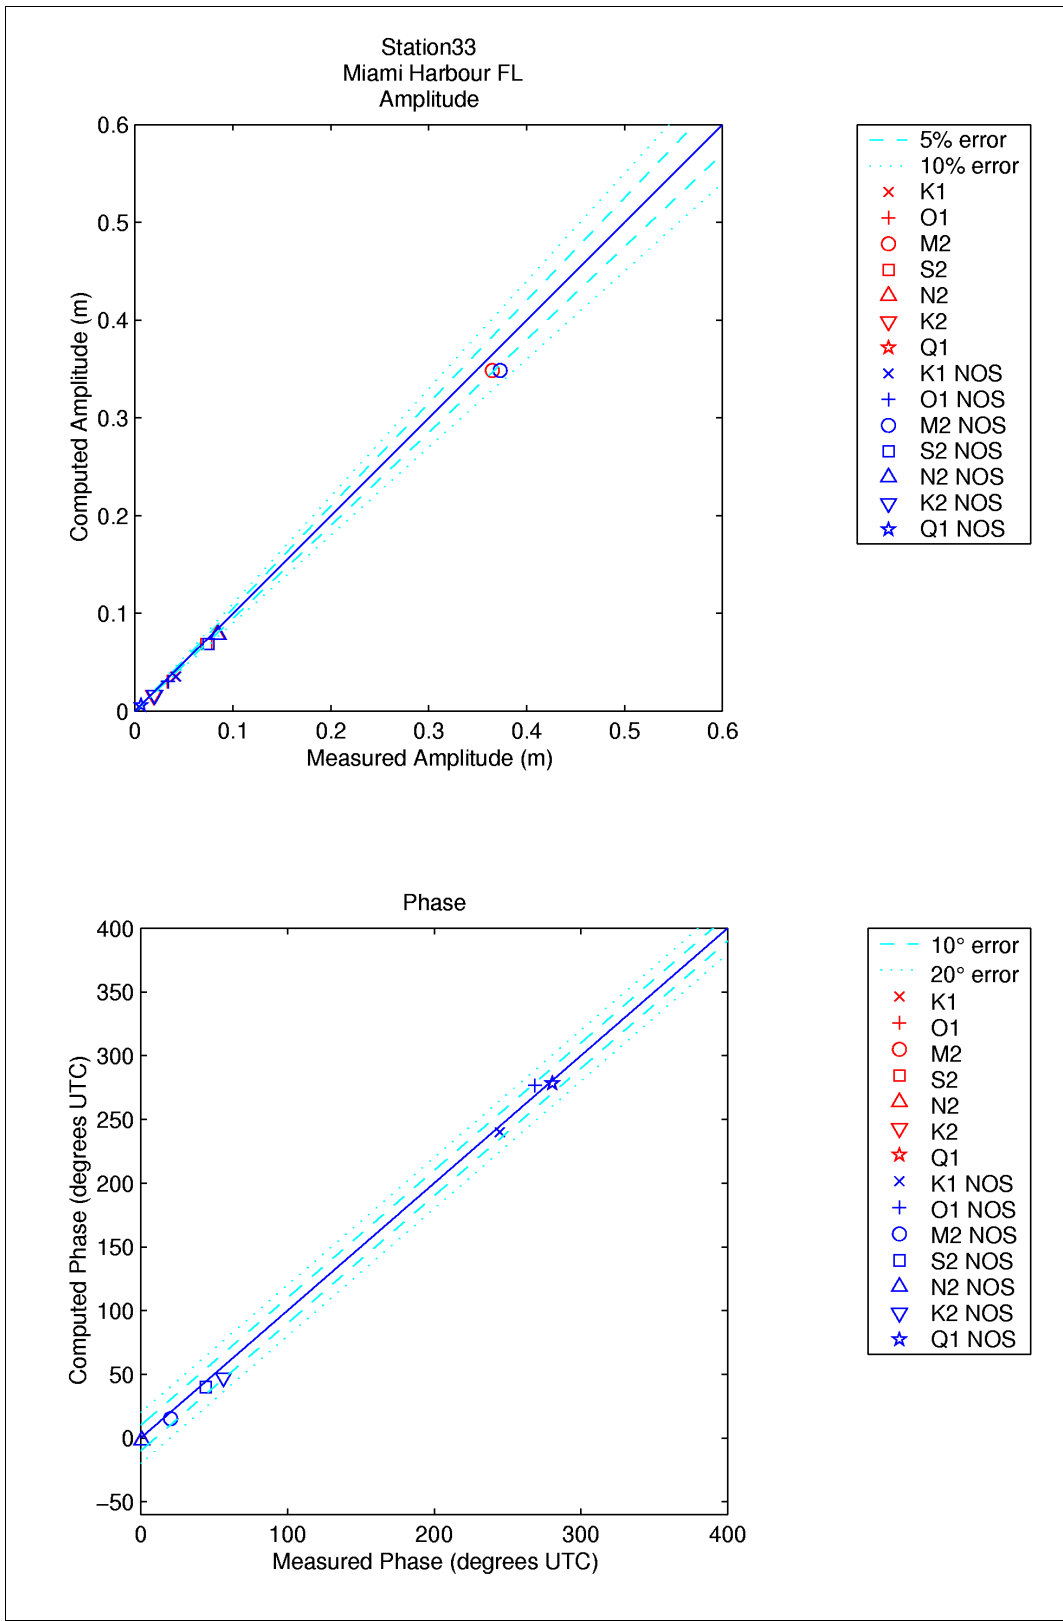 Station33
Miami Harbour FL
Amplitude
0.6
0.5
0.4
0.3
0.2
0.1
0
Computed Amplitude (m)
0 0.1 0.2 0.3 0.4 0.5 0.6
Measured Amplitude (m)
5% error
10% error
K1
O1
M2
S2
N2
K2
Q1
K1 NOS
O1 NOS
M2 NOS
S2 NOS
N2 NOS
K2 NOS
Q1 NOS
Phase
400
350
300
250
200
150
100
50
0
−50
Computed Phase (degrees UTC)
0 100 200 300 400
Measured Phase (degrees UTC)
10° error
20° error
K1
O1
M2
S2
N2
K2
Q1
K1 NOS
O1 NOS
M2 NOS
S2 NOS
N2 NOS
K2 NOS
Q1 NOS